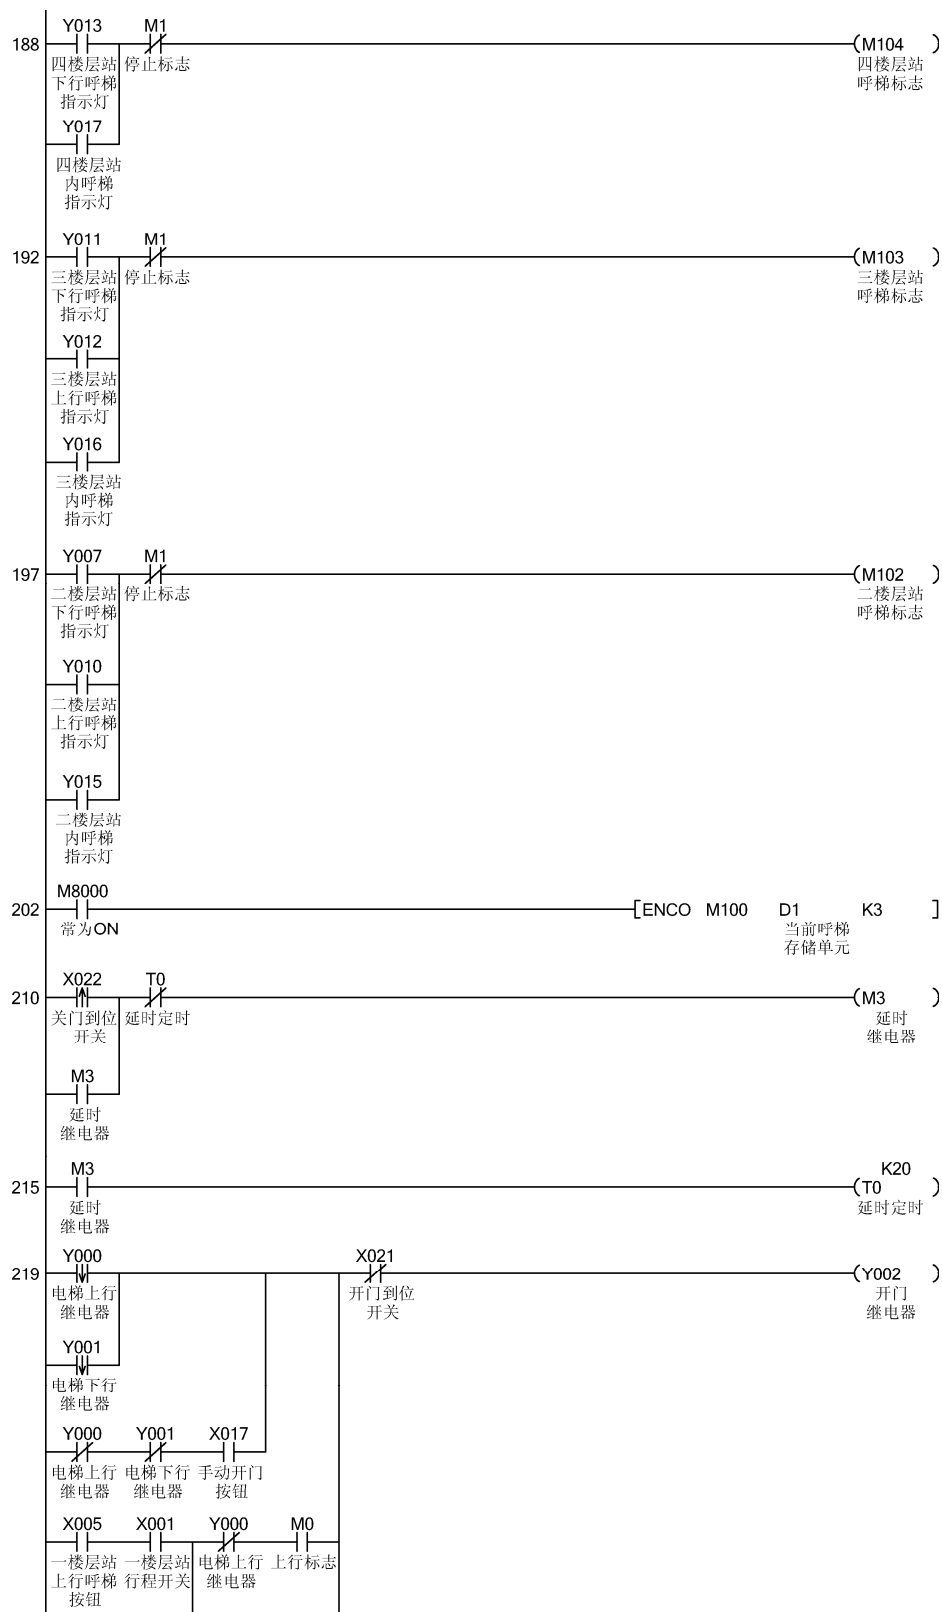 Y013 M1
188 M104
四楼层站 停止标志 四楼层站
下行呼梯 呼梯标志
指示灯
Y017
四楼层站
内呼梯
指示灯
Y011 M1
192 M103
三楼层站 停止标志 三楼层站
下行呼梯 呼梯标志
指示灯
Y012
三楼层站
上行呼梯
指示灯
Y016
三楼层站
内呼梯
指示灯
Y007 M1
197 M102
二楼层站 停止标志 二楼层站
下行呼梯 呼梯标志
指示灯
Y010
二楼层站
上行呼梯
指示灯
Y015
二楼层站
内呼梯
指示灯
M8000
202 ENCO M100 D1 K3
常为ON 当前呼梯
存储单元
X022 T0
210 M3
关门到位 延时定时 延时
开关 继电器
M3
延时
继电器
M3 K20
215 T0
延时 延时定时
继电器
Y000 X021
219 Y002
电梯上行 开门到位 开门
继电器 开关 继电器
Y001
电梯下行
继电器
Y000 Y001 X017
电梯上行 电梯下行 手动开门
继电器 继电器 按钮
X005 X001 Y000 M0
一楼层站 一楼层站 电梯上行 上行标志
上行呼梯 行程开关 继电器
按钮